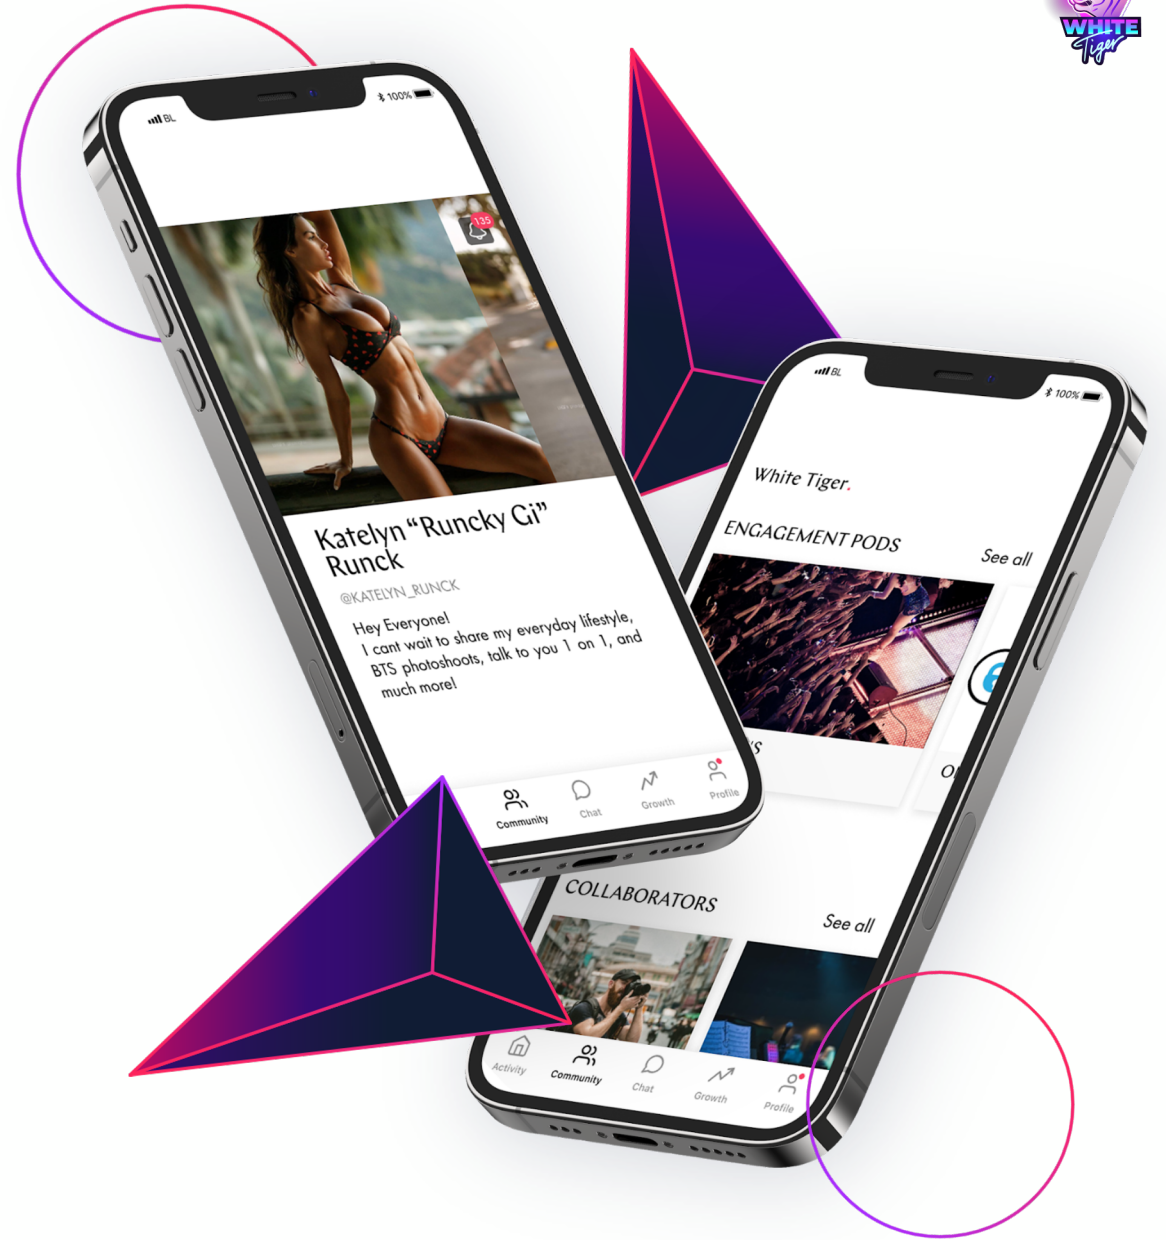 WHITE
Tiger
BL
100%
135
Katelyn “Runcky Gi”
Runck
@KATELYN_RUNCK
Hey Everyone!
I cant wait to share my everyday lifestyle,
BTS photoshoots, talk to you 1 on 1, and
much more!
Community
Chat
Growth
Profile
BL
100%
White Tiger.
ENGAGEMENT PODS
See all
COLLABORATORS
See all
Activity
Community
Chat
Growth
Profile